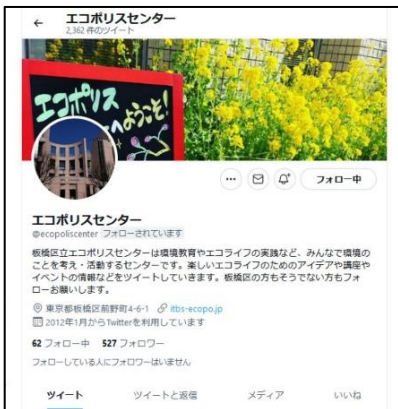 エコポリスセンター
2,362 件のツイート
エコポリス
へようこそ!
フォロー中
エコポリスセンター
@ecopoliscenter フォローされています
板橋区立エコポリスセンターは環境教育やエコライフの実践など、みんなで環境の
ことを考え・活動するセンターです。楽しいエコライフのためのアイデアや講座や
イベントの情報などをツイートしていきます。板橋区の方もそうでない方もフォ
ローお願いします。
東京都板橋区前野町4-6-1 itbs-ecopo.jp
2012年1月からTwitterを利用しています
62 フォロー中 527 フォロワー
フォローしている人にフォロワーはいません
ツイート ツイートと返信 メディア いいね